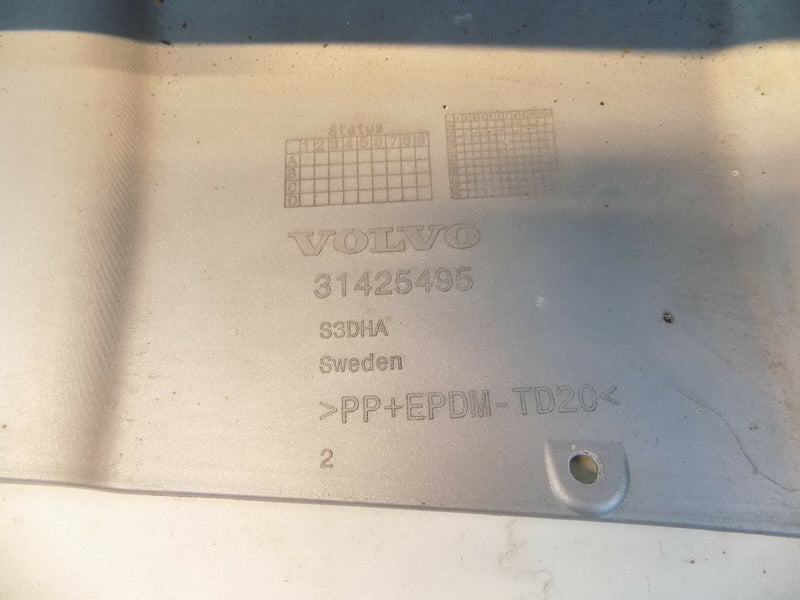 Status
1 2 3 4 5 6 7 8 9
A
B
C
D
VOLVO
31425495
S3DHA
Sweden
>PP+EPDM-TD20<
2